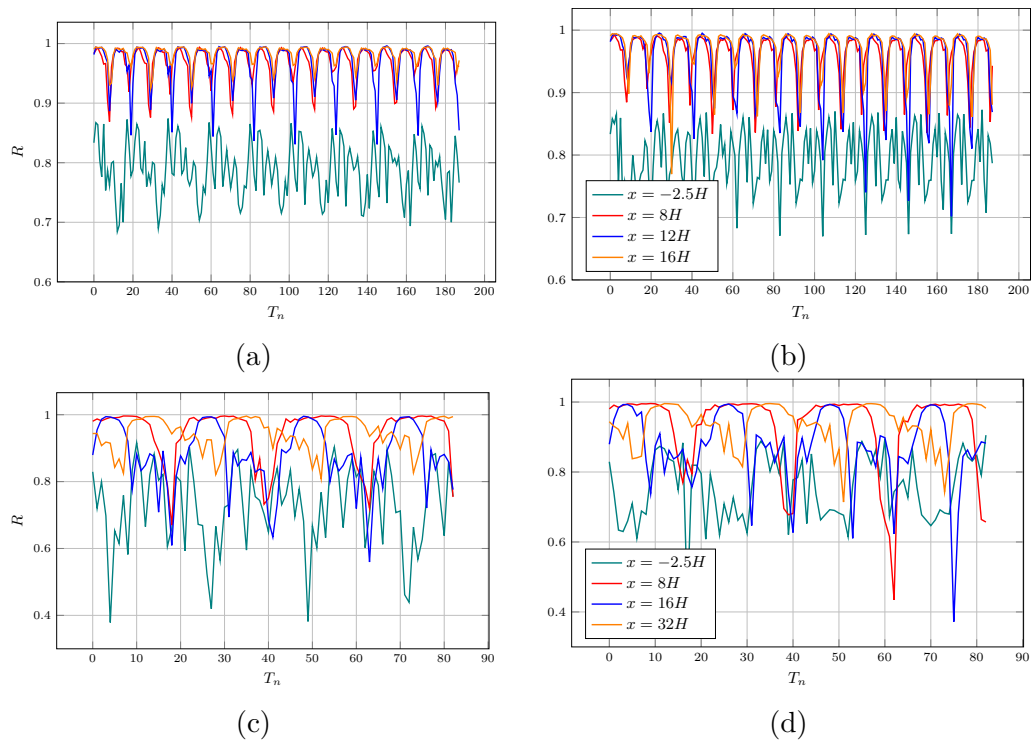 1
0.9
0.8
0.7
0.6
R
0 20 40 60 80 100 120 140 160 180 200
T_n
(a)
1
0.9
0.8
0.7
0.6
x = −2.5H
x = 8H
x = 12H
x = 16H
0 20 40 60 80 100 120 140 160 180 200
T_n
(b)
1
0.8
0.6
0.4
R
0 10 20 30 40 50 60 70 80 90
T_n
(c)
1
0.8
0.6
0.4
x = −2.5H
x = 8H
x = 16H
x = 32H
0 10 20 30 40 50 60 70 80 90
T_n
(d)